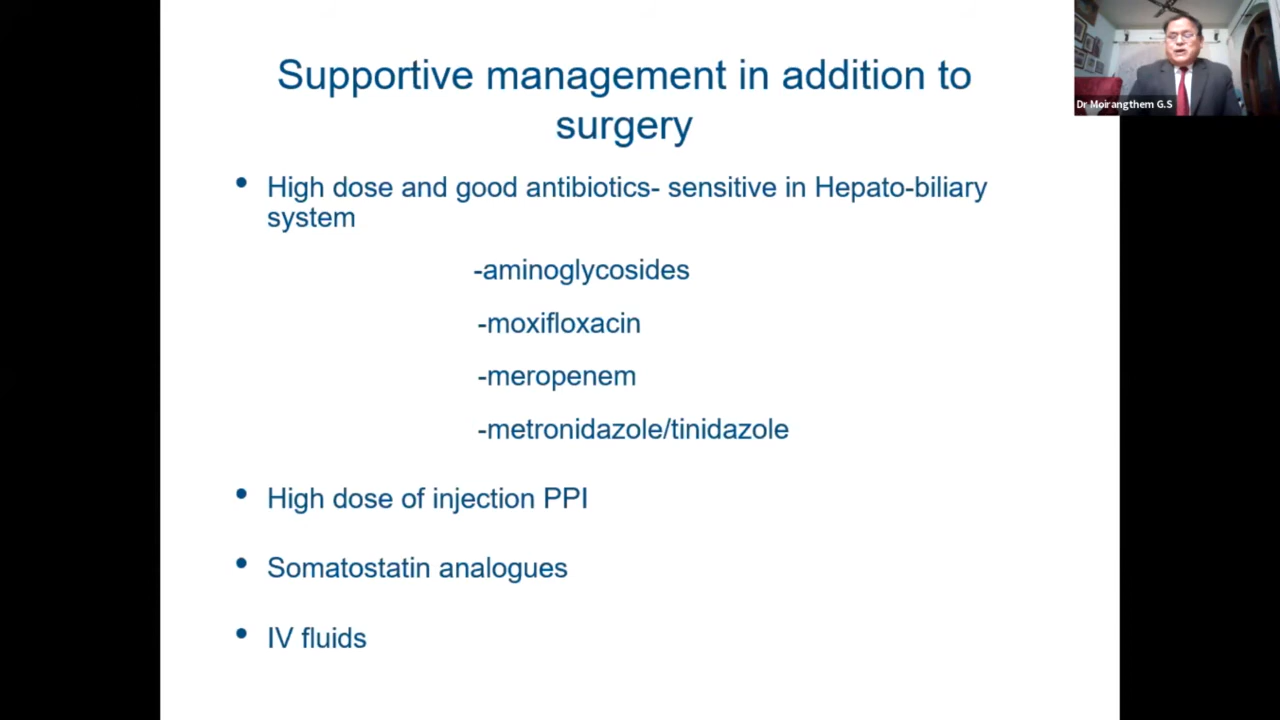 Supportive management in addition to
surgery
Dr Moirangthem G.S
• High dose and good antibiotics- sensitive in Hepato-biliary
system
-aminoglycosides
-moxifloxacin
-meropenem
-metronidazole/tinidazole
• High dose of injection PPI
• Somatostatin analogues
• IV fluids